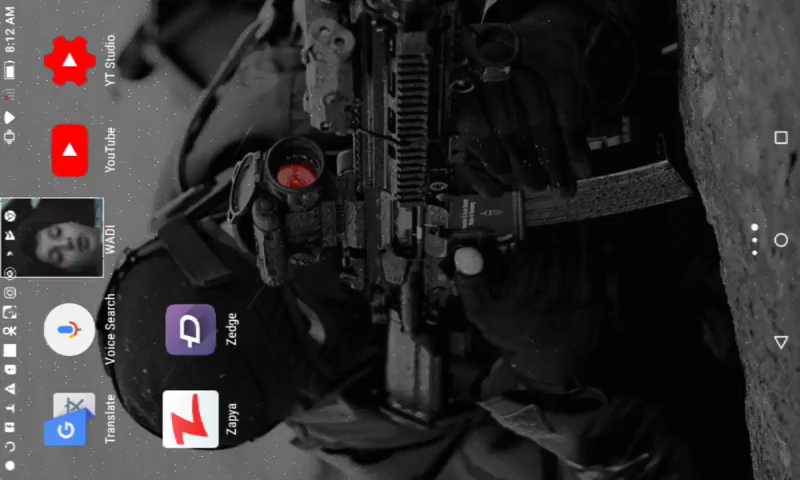 8:12 AM
Translate
Voice Search
WADI
YouTube
YT Studio
Zapya
Zedge